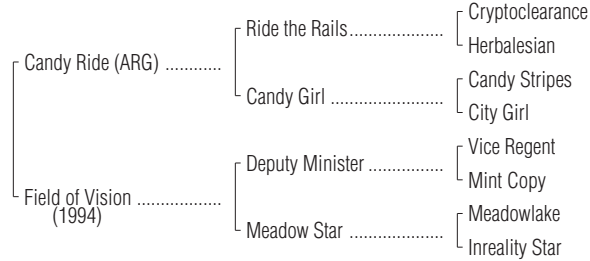 Cryptoclearance
Ride the Rails....................
Herbalesian
Candy Ride (ARG) ............
Candy Stripes
Candy Girl ........................
City Girl
Vice Regent
Deputy Minister ................
Mint Copy
Field of Vision ..................
(1994)
Meadowlake
Meadow Star ....................
Inreality Star